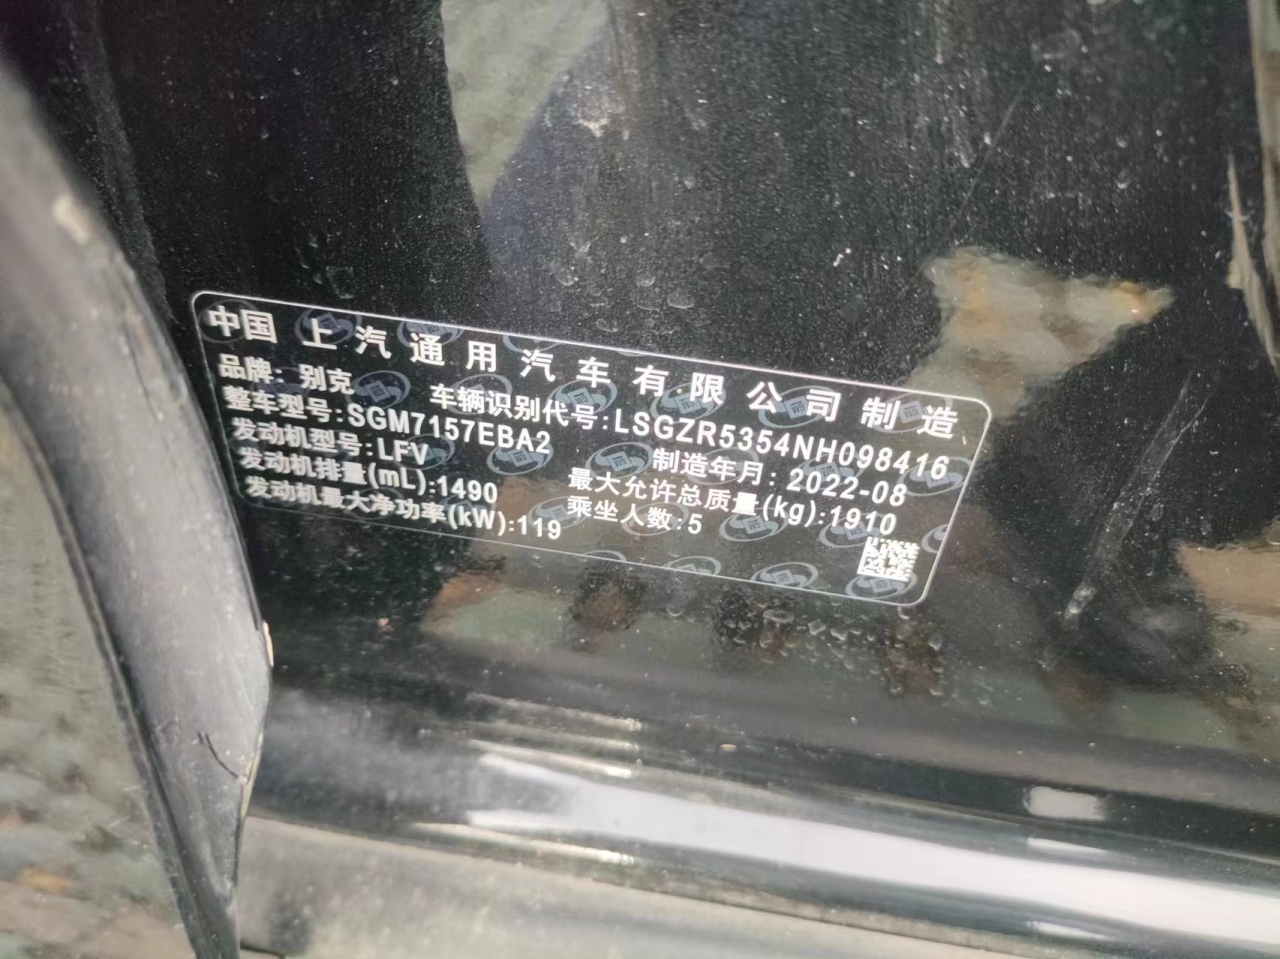 中国 上汽通用汽车有限公司制造
品牌: 别克 车辆识别代号:LSGZR5354NH098416
整车型号:SGM7157EBA2 制造年月: 2022-08
发动机型号:LFV 最大允许总质量(kg):1910
发动机排量(mL):1490 乘坐人数:5
发动机最大净功率(kW):119